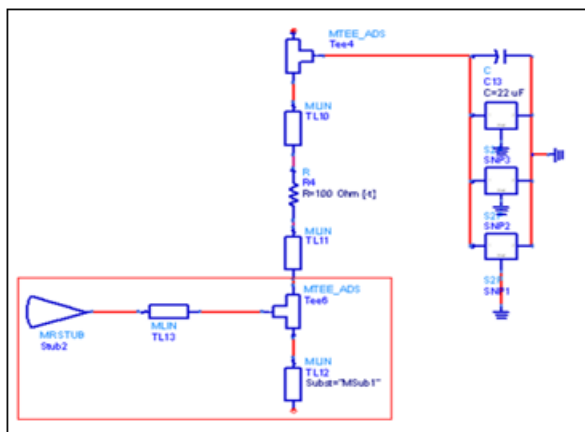 MTEE_ADS
Tee4
MLIN
TL10
R
R4
R=100 Ohm [-t]
MLIN
TL11
MTEE_ADS
Tee6
MRSTUB
Stub2
MLIN
TL13
MLIN
TL12
Subst="MSub1"
C
C13
C=22 uF
SNP3
SNP2
SNP1